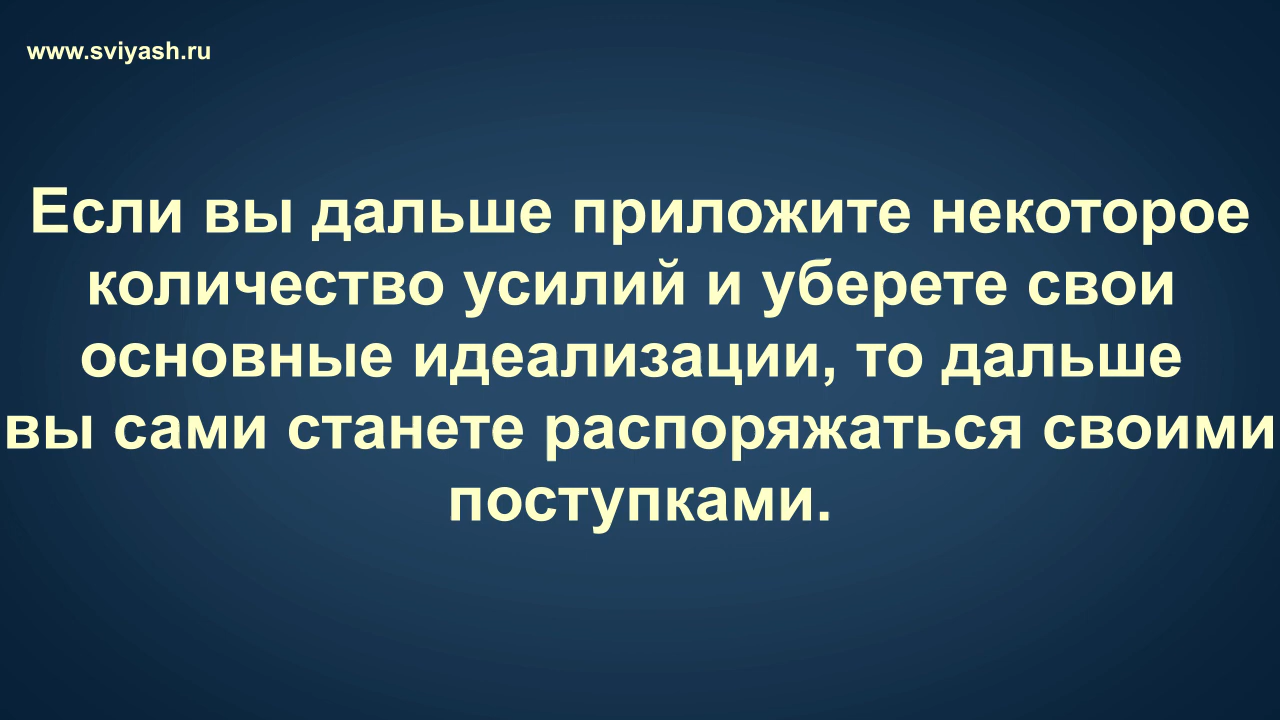 www.sviyash.ru
Если вы дальше приложите некоторое
количество усилий и уберете свои
основные идеализации, то дальше
вы сами станете распоряжаться своими
поступками.